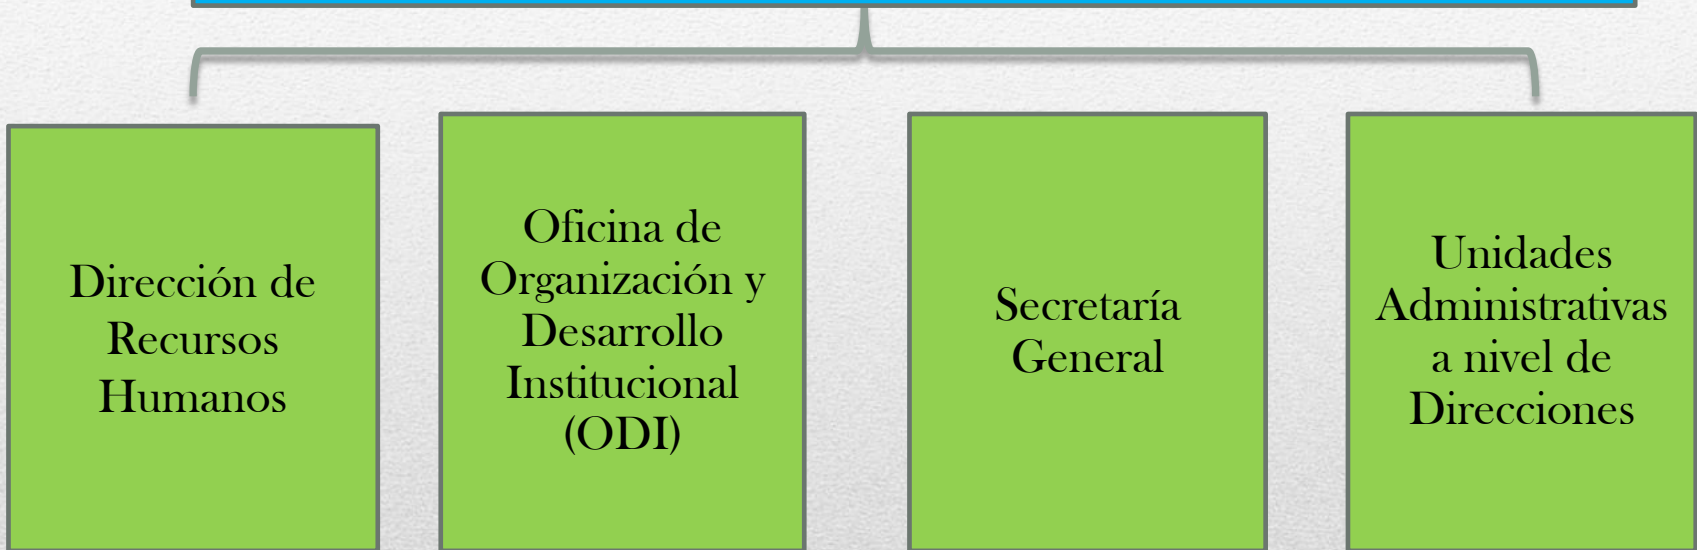 Dirección de
Recursos
Humanos
Oficina de
Organización y
Desarrollo
Institucional
(ODI)
Secretaría
General
Unidades
Administrativas
a nivel de
Direcciones